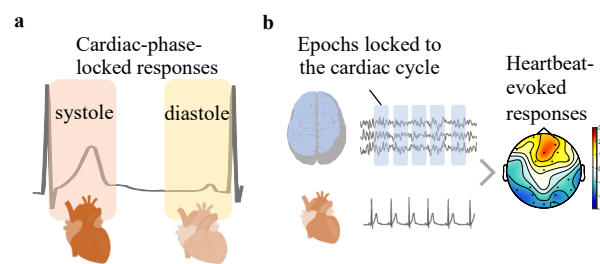 a
Cardiac-phase-
locked responses
systole
diastole
b
Epochs locked to
the cardiac cycle
Heartbeat-
evoked
responses